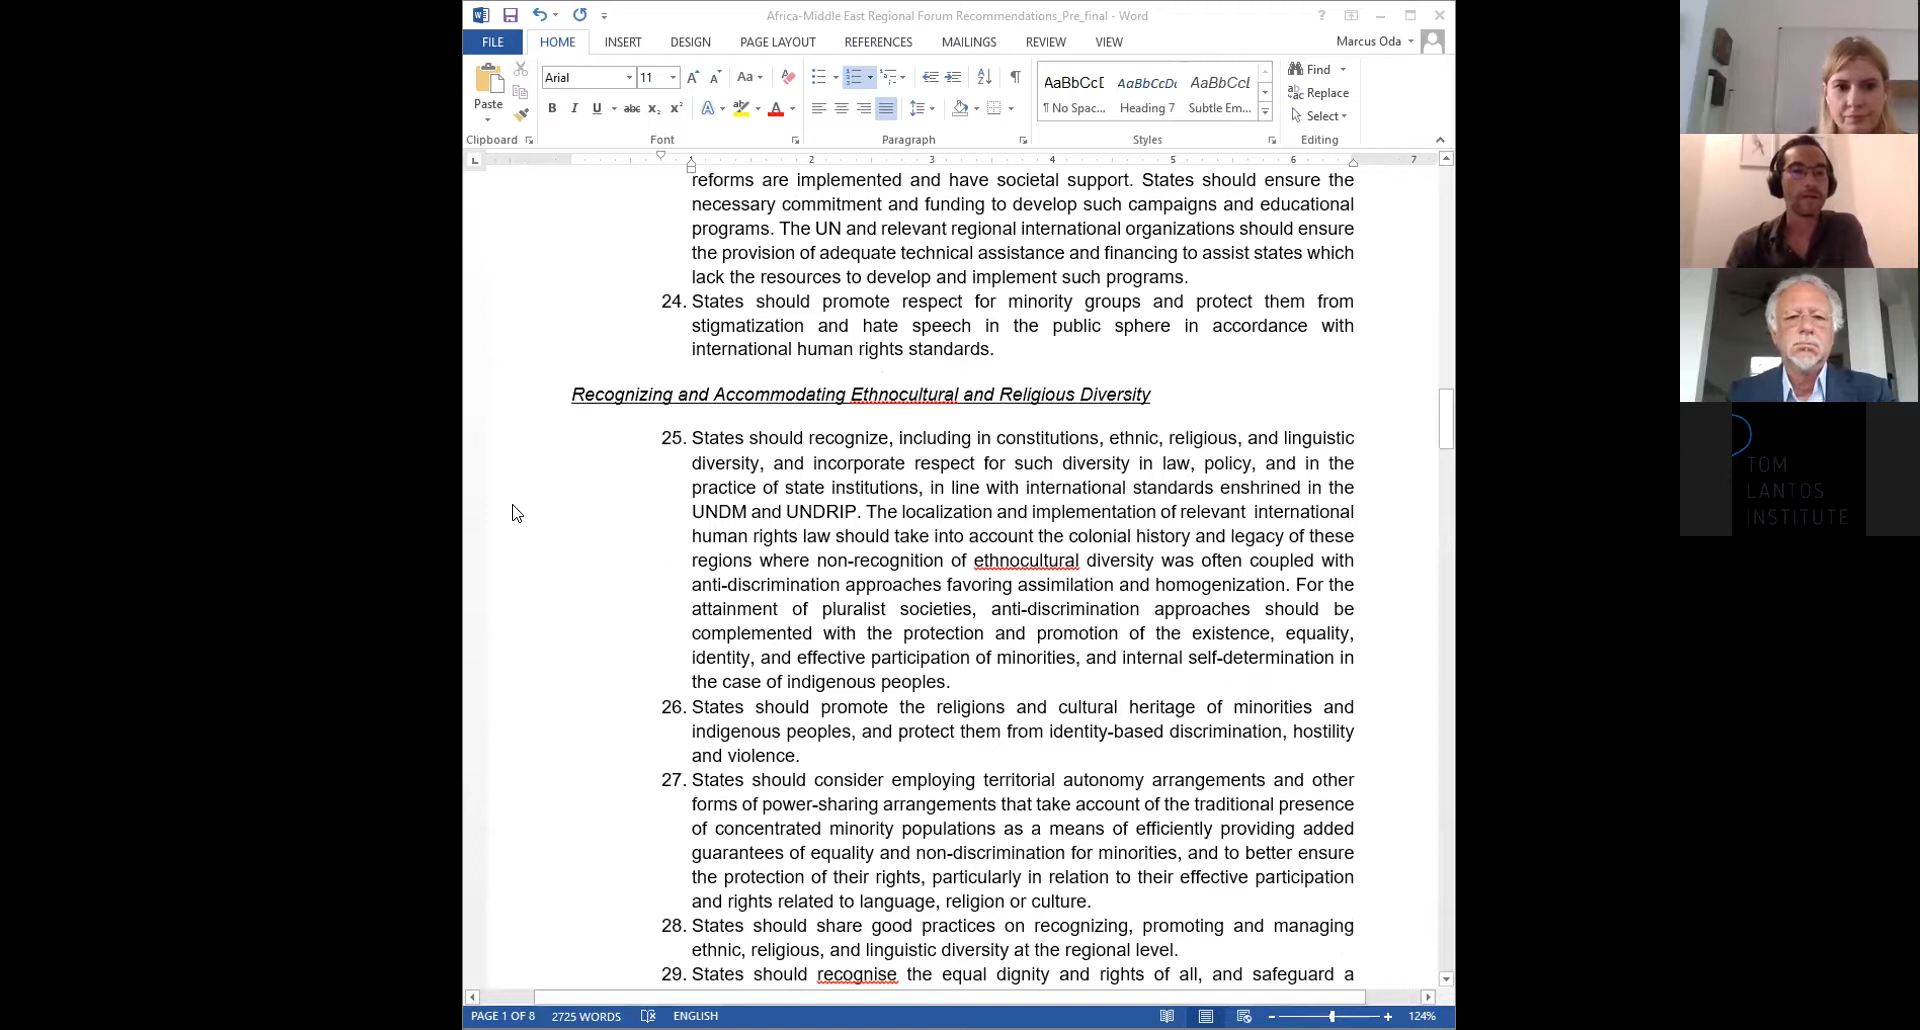 Africa-Middle East Regional Forum Recommendations_Pre_final - Word
FILE HOME INSERT DESIGN PAGE LAYOUT REFERENCES MAILINGS REVIEW VIEW Marcus Oda
Paste
Arial 11
Aa
B I U abc x₂ x² A A
AaBbCcDc AaBbCcDc AaBbCcI
¶ No Spac... Heading 7 Subtle Em...
Find
Replace
Select
Clipboard Font Paragraph Styles Editing
1 2 3 4 5 6 7
reforms are implemented and have societal support. States should ensure the
necessary commitment and funding to develop such campaigns and educational
programs. The UN and relevant regional international organizations should ensure
the provision of adequate technical assistance and financing to assist states which
lack the resources to develop and implement such programs.
24. States should promote respect for minority groups and protect them from
stigmatization and hate speech in the public sphere in accordance with
international human rights standards.
Recognizing and Accommodating Ethnocultural and Religious Diversity
25. States should recognize, including in constitutions, ethnic, religious, and linguistic
diversity, and incorporate respect for such diversity in law, policy, and in the
practice of state institutions, in line with international standards enshrined in the
UNDM and UNDRIP. The localization and implementation of relevant international
human rights law should take into account the colonial history and legacy of these
regions where non-recognition of ethnocultural diversity was often coupled with
anti-discrimination approaches favoring assimilation and homogenization. For the
attainment of pluralist societies, anti-discrimination approaches should be
complemented with the protection and promotion of the existence, equality,
identity, and effective participation of minorities, and internal self-determination in
the case of indigenous peoples.
26. States should promote the religions and cultural heritage of minorities and
indigenous peoples, and protect them from identity-based discrimination, hostility
and violence.
27. States should consider employing territorial autonomy arrangements and other
forms of power-sharing arrangements that take account of the traditional presence
of concentrated minority populations as a means of efficiently providing added
guarantees of equality and non-discrimination for minorities, and to better ensure
the protection of their rights, particularly in relation to their effective participation
and rights related to language, religion or culture.
28. States should share good practices on recognizing, promoting and managing
ethnic, religious, and linguistic diversity at the regional level.
29. States should recognise the equal dignity and rights of all, and safeguard a
PAGE 1 OF 8 2725 WORDS ENGLISH 124%
TOM
LANTOS
INSTITUTE